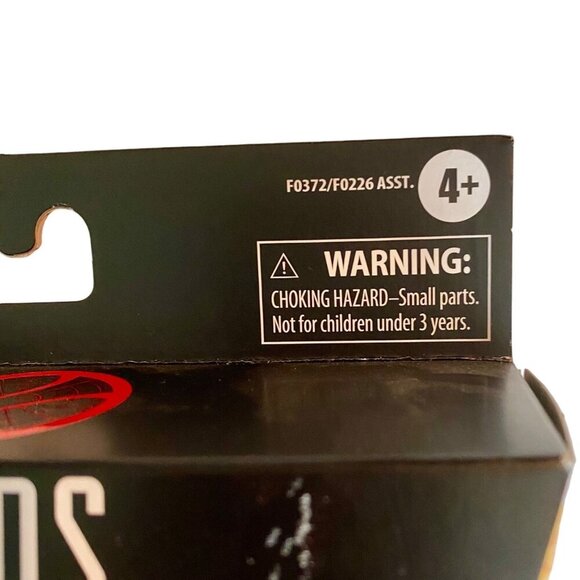 F0372/F0226 ASST. 4+
WARNING:
CHOKING HAZARD–Small parts.
Not for children under 3 years.